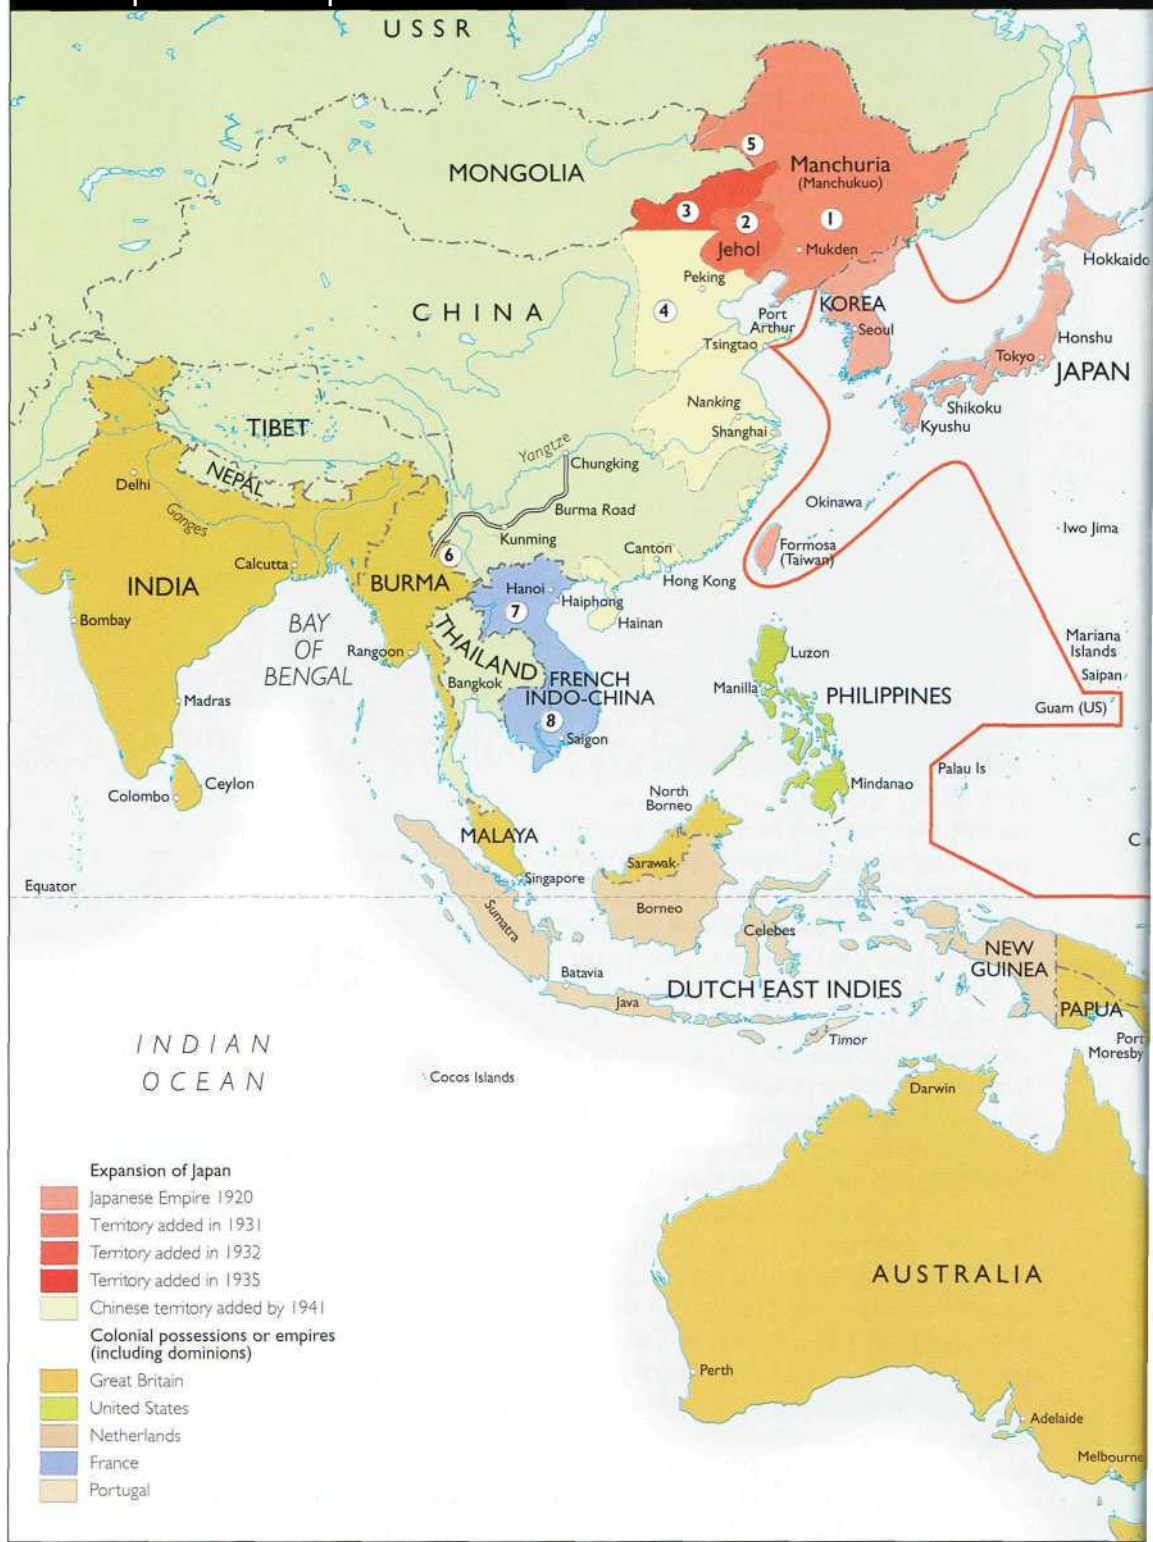 USSR
MONGOLIA
5
Manchuria
(Manchukuo)
3
2
1
Jehol
Mukden
Hokkaido
Peking
CHINA
4
KOREA
Port
Arthur
Seoul
Tsingtao
Honshu
Tokyo
JAPAN
Shikoku
Kyushu
Nanking
Shanghai
TIBET
Yangtze
Chungking
NEPAL
Delhi
Ganges
Burma Road
Okinawa
Iwo Jima
Kunming
Calcutta
6
Canton
Formosa
(Taiwan)
Hong Kong
INDIA
BURMA
Hanoi
Haiphong
7
Hainan
Bombay
BAY
OF
BENGAL
Rangoon
THAILAND
Luzon
Mariana
Islands
Saipan
Bangkok
FRENCH
INDO-CHINA
Manilla
PHILIPPINES
Guam (US)
Madras
8
Saigon
Palau Is
Mindanao
Ceylon
Colombo
North
Borneo
MALAYA
C
Sarawak
Singapore
Equator
Sumatra
Borneo
Celebes
NEW
GUINEA
Batavia
DUTCH EAST INDIES
Java
PAPUA
Timor
Port
Moresby
INDIAN
OCEAN
Cocos Islands
Darwin
Expansion of Japan
Japanese Empire 1920
Territory added in 1931
Territory added in 1932
Territory added in 1935
Chinese territory added by 1941
Colonial possessions or empires
(including dominions)
Great Britain
United States
Netherlands
France
Portugal
AUSTRALIA
Perth
Adelaide
Melbourne